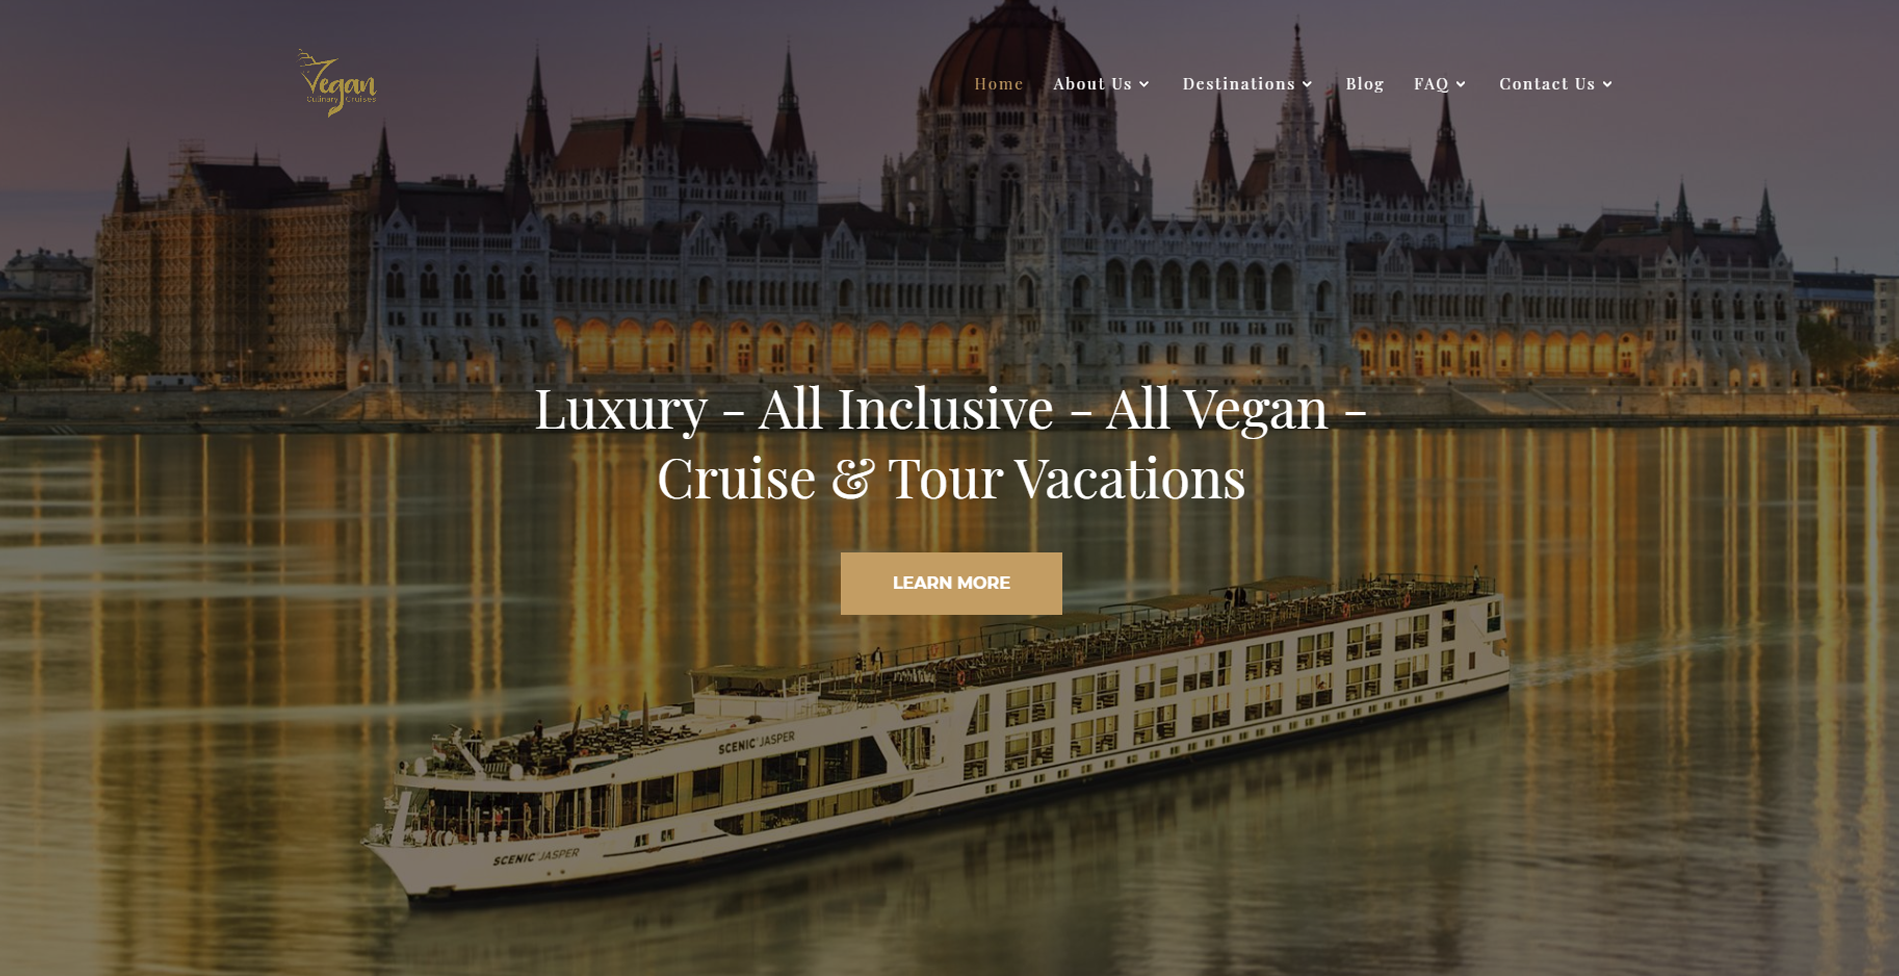 Vegan
Culinary Cruises
Home About Us Destinations Blog FAQ Contact Us
Luxury - All Inclusive - All Vegan -
Cruise & Tour Vacations
LEARN MORE
SCENIC JASPER
SCENIC JASPER